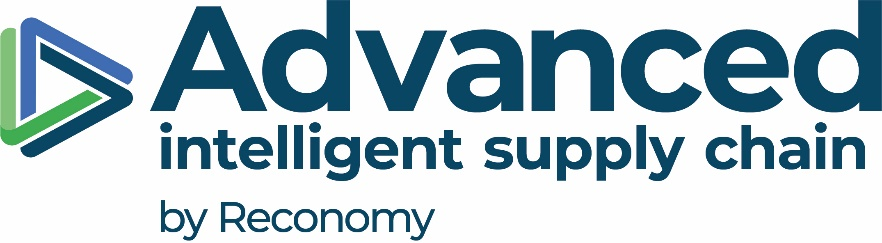 Advanced
intelligent supply chain
by Reconomy